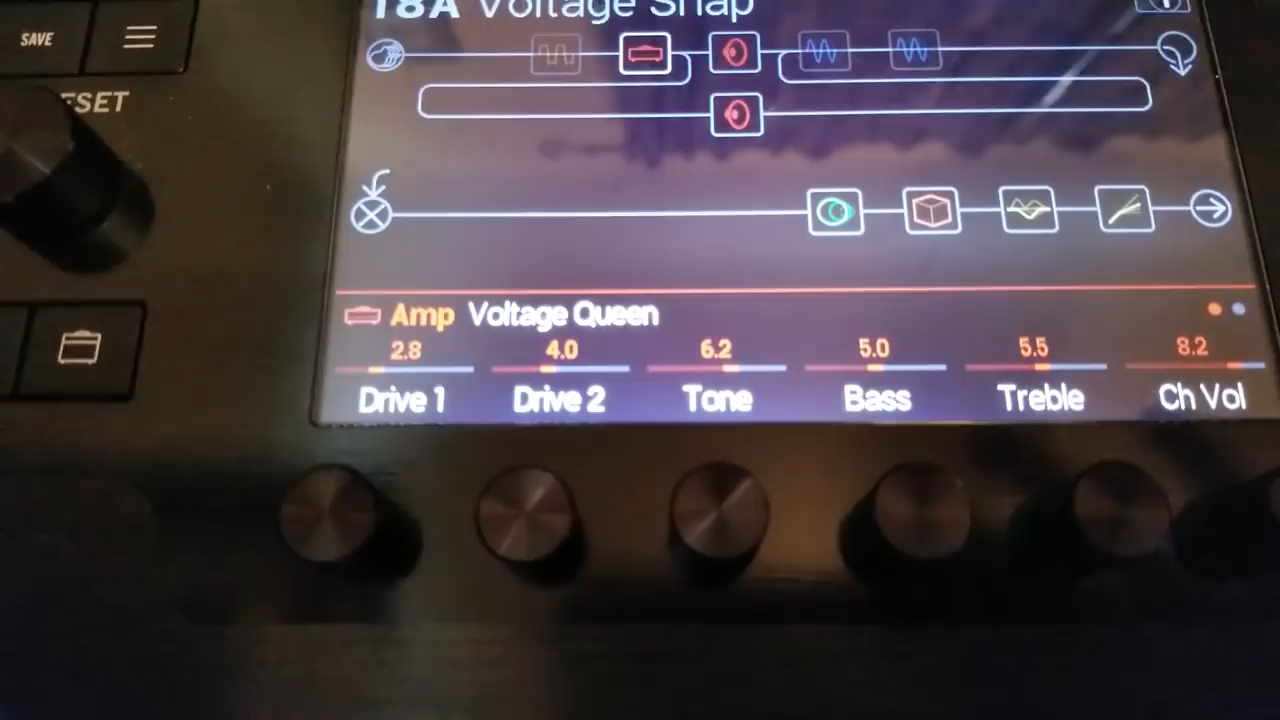 18A Voltage Snap
SAVE
ESET
Amp Voltage Queen
2.8 4.0 6.2 5.0 5.5 8.2
Drive 1 Drive 2 Tone Bass Treble Ch Vol